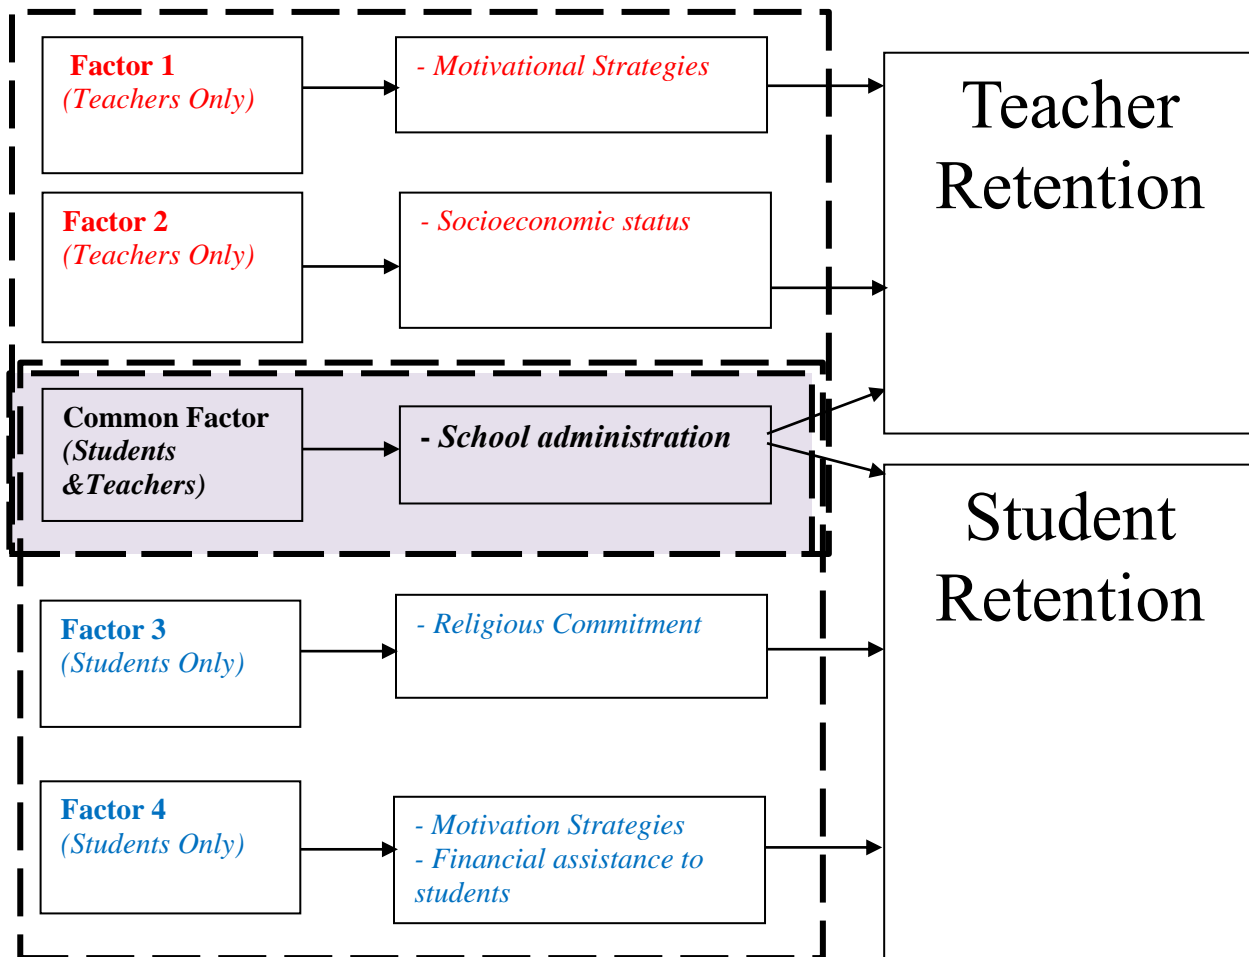 Factor 1
(Teachers Only)
- Motivational Strategies
Teacher
Retention
Factor 2
(Teachers Only)
- Socioeconomic status
Common Factor
(Students
&Teachers)
- School administration
Student
Retention
Factor 3
(Students Only)
- Religious Commitment
Factor 4
(Students Only)
- Motivation Strategies
- Financial assistance to
students